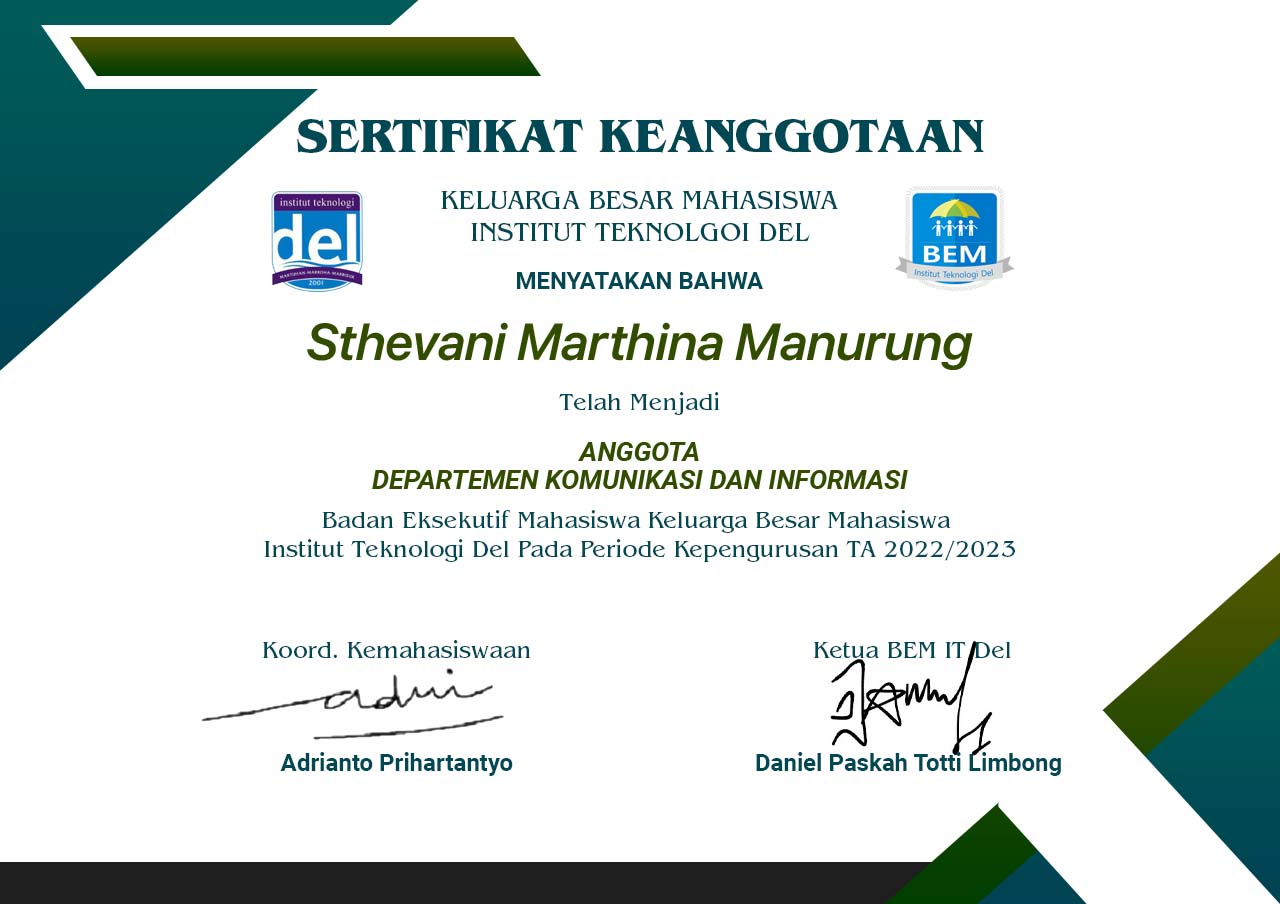 SERTIFIKAT KEANGGOTAAN
institut teknologi
del
MARTUHAN-MARROHA-MARBISUK
2001
KELUARGA BESAR MAHASISWA
INSTITUT TEKNOLGOI DEL
BEM
Institut Teknologi Del
MENYATAKAN BAHWA
Sthevani Marthina Manurung
Telah Menjadi
ANGGOTA
DEPARTEMEN KOMUNIKASI DAN INFORMASI
Badan Eksekutif Mahasiswa Keluarga Besar Mahasiswa
Institut Teknologi Del Pada Periode Kepengurusan TA 2022/2023
Koord. Kemahasiswaan
Ketua BEM IT Del
Adrianto Prihartantyo
Daniel Paskah Totti Limbong